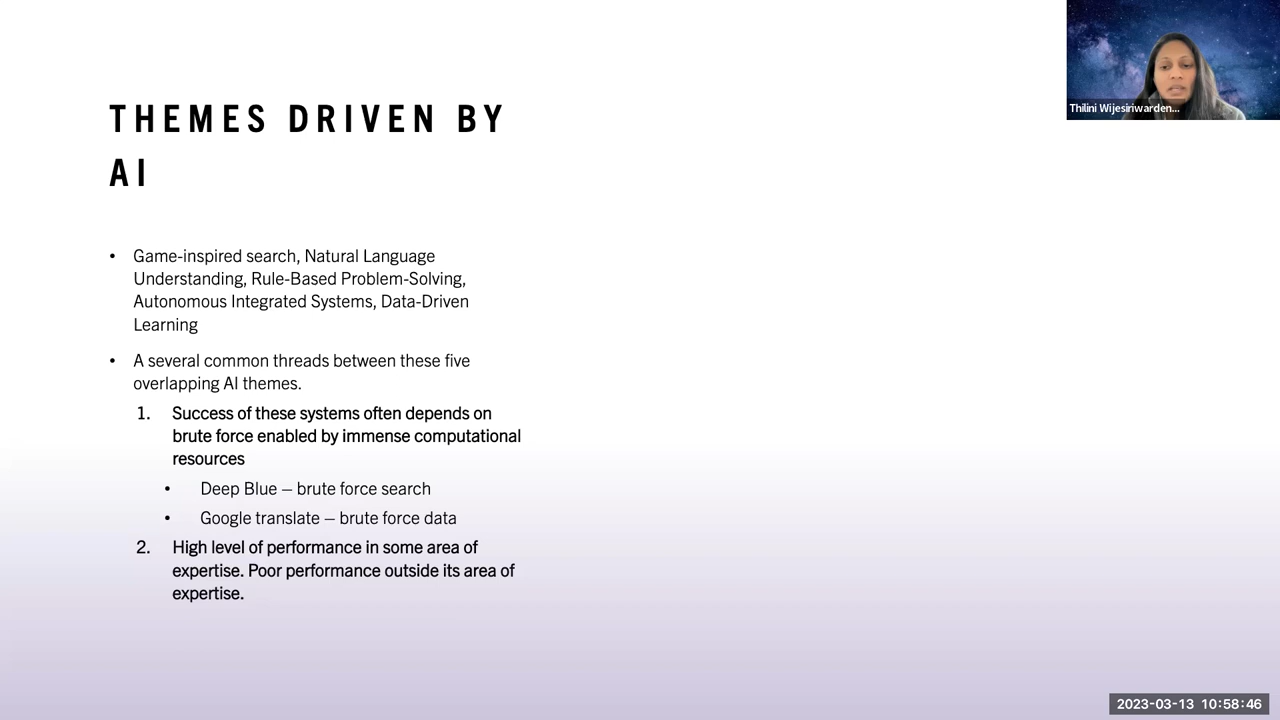 THEMES DRIVEN BY
AI
• Game-inspired search, Natural Language
Understanding, Rule-Based Problem-Solving,
Autonomous Integrated Systems, Data-Driven
Learning
• A several common threads between these five
overlapping AI themes.
1. Success of these systems often depends on
brute force enabled by immense computational
resources
• Deep Blue – brute force search
• Google translate – brute force data
2. High level of performance in some area of
expertise. Poor performance outside its area of
expertise.
Thilini Wijesiriwarden...
2023-03-13 10:58:46